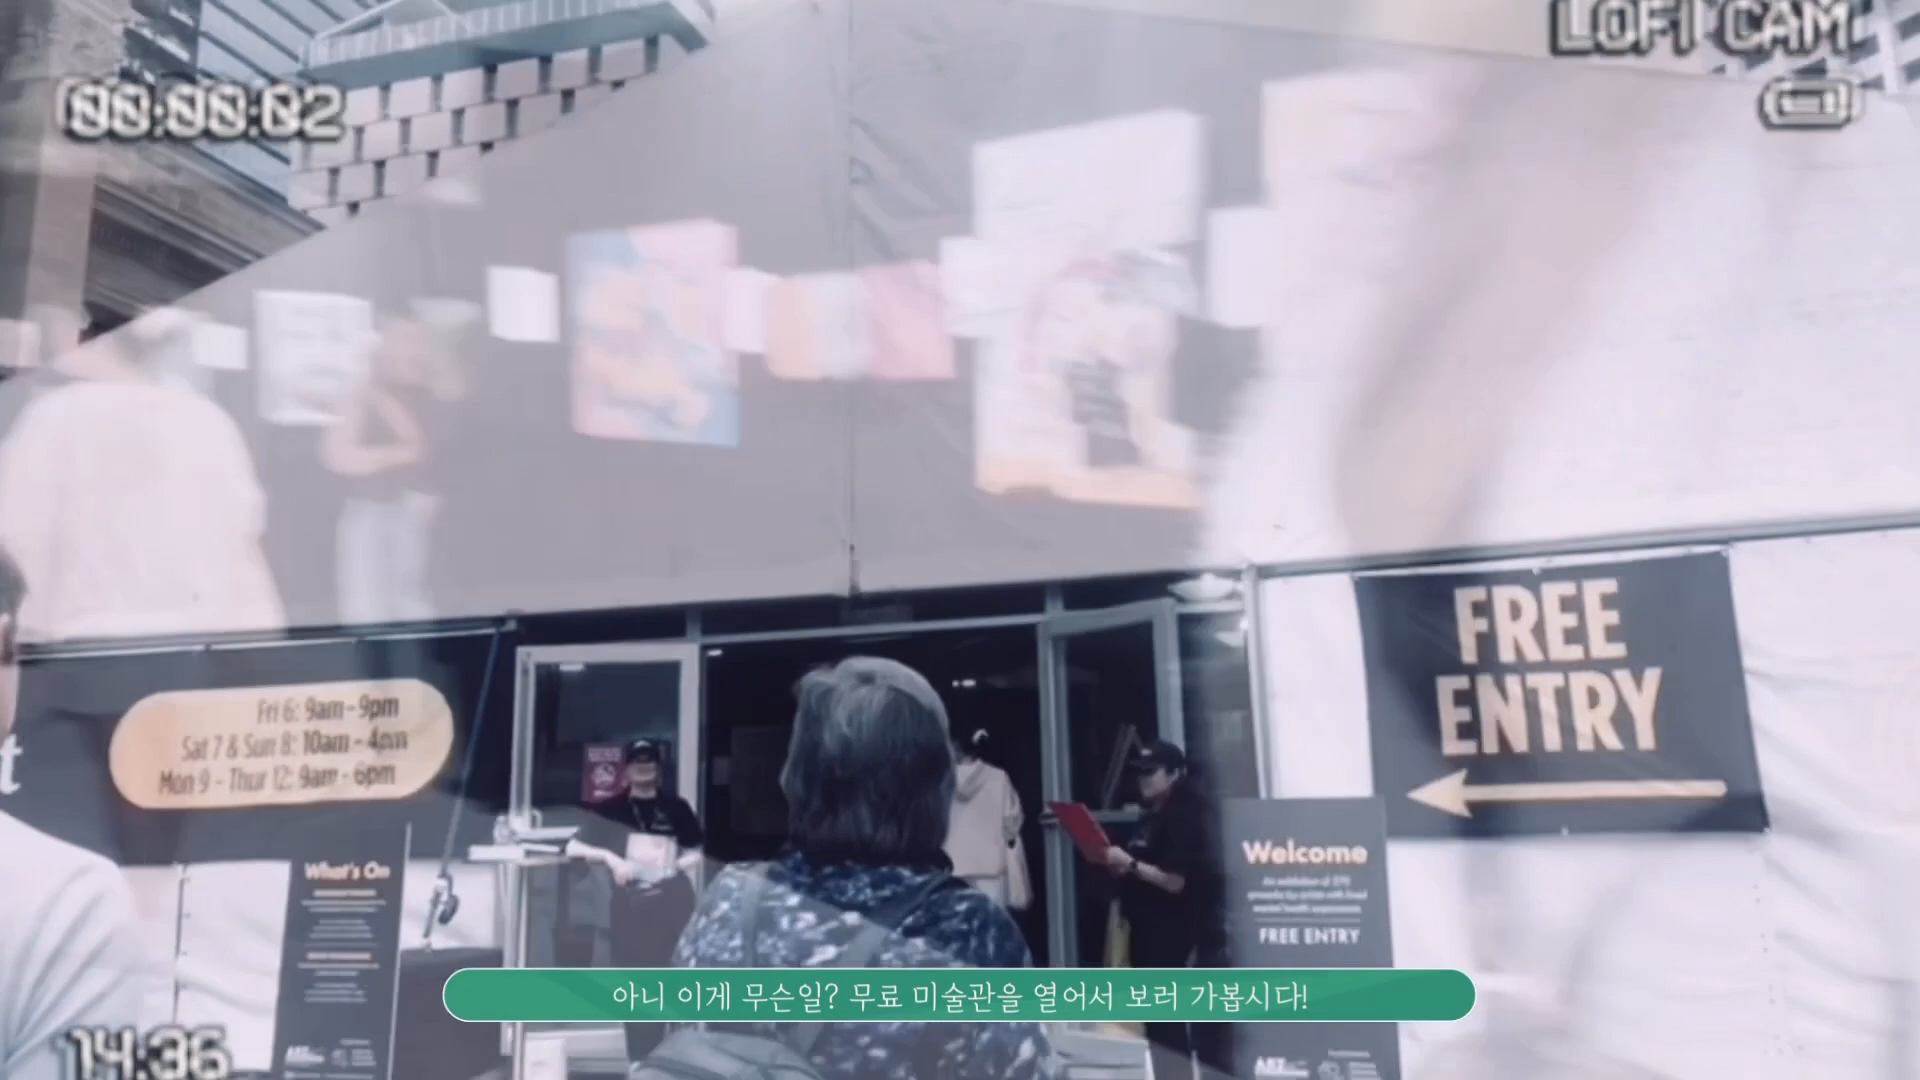 LOFI CAM
00:00:02
FREE
ENTRY
Fri 6: 9am - 9pm
Sat 7 & Sun 8: 10am - 4pm
Mon 9 - Thur 12: 9am - 6pm
t
What's On
Welcome
FREE ENTRY
아니 이게 무슨일? 무료 미술관을 열어서 보러 가봅시다!
14:36
ART
ART